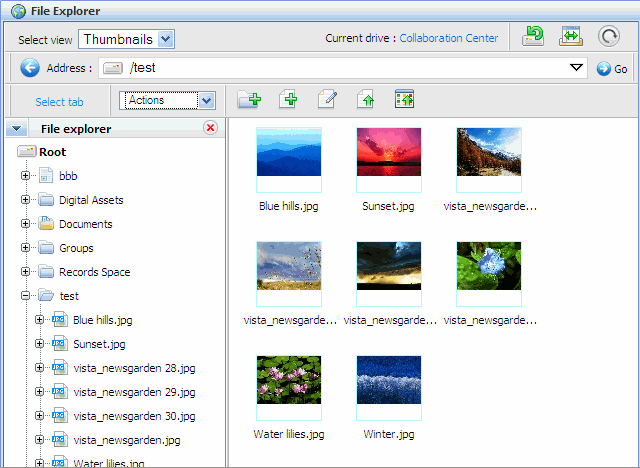 File Explorer
Select view Thumbnails Current drive : Collaboration Center
Address : /test Go
Select tab Actions
File explorer
Root
bbb
Digital Assets
Documents
Groups
Records Space
test
Blue hills.jpg
Sunset.jpg
vista_newsgarden 28.jpg
vista_newsgarden 29.jpg
vista_newsgarden 30.jpg
vista_newsgarden.jpg
Water lilies.jpg
Blue hills.jpg Sunset.jpg vista_newsgarde...
vista_newsgarde... vista_newsgarde... vista_newsgarde...
Water lilies.jpg Winter.jpg